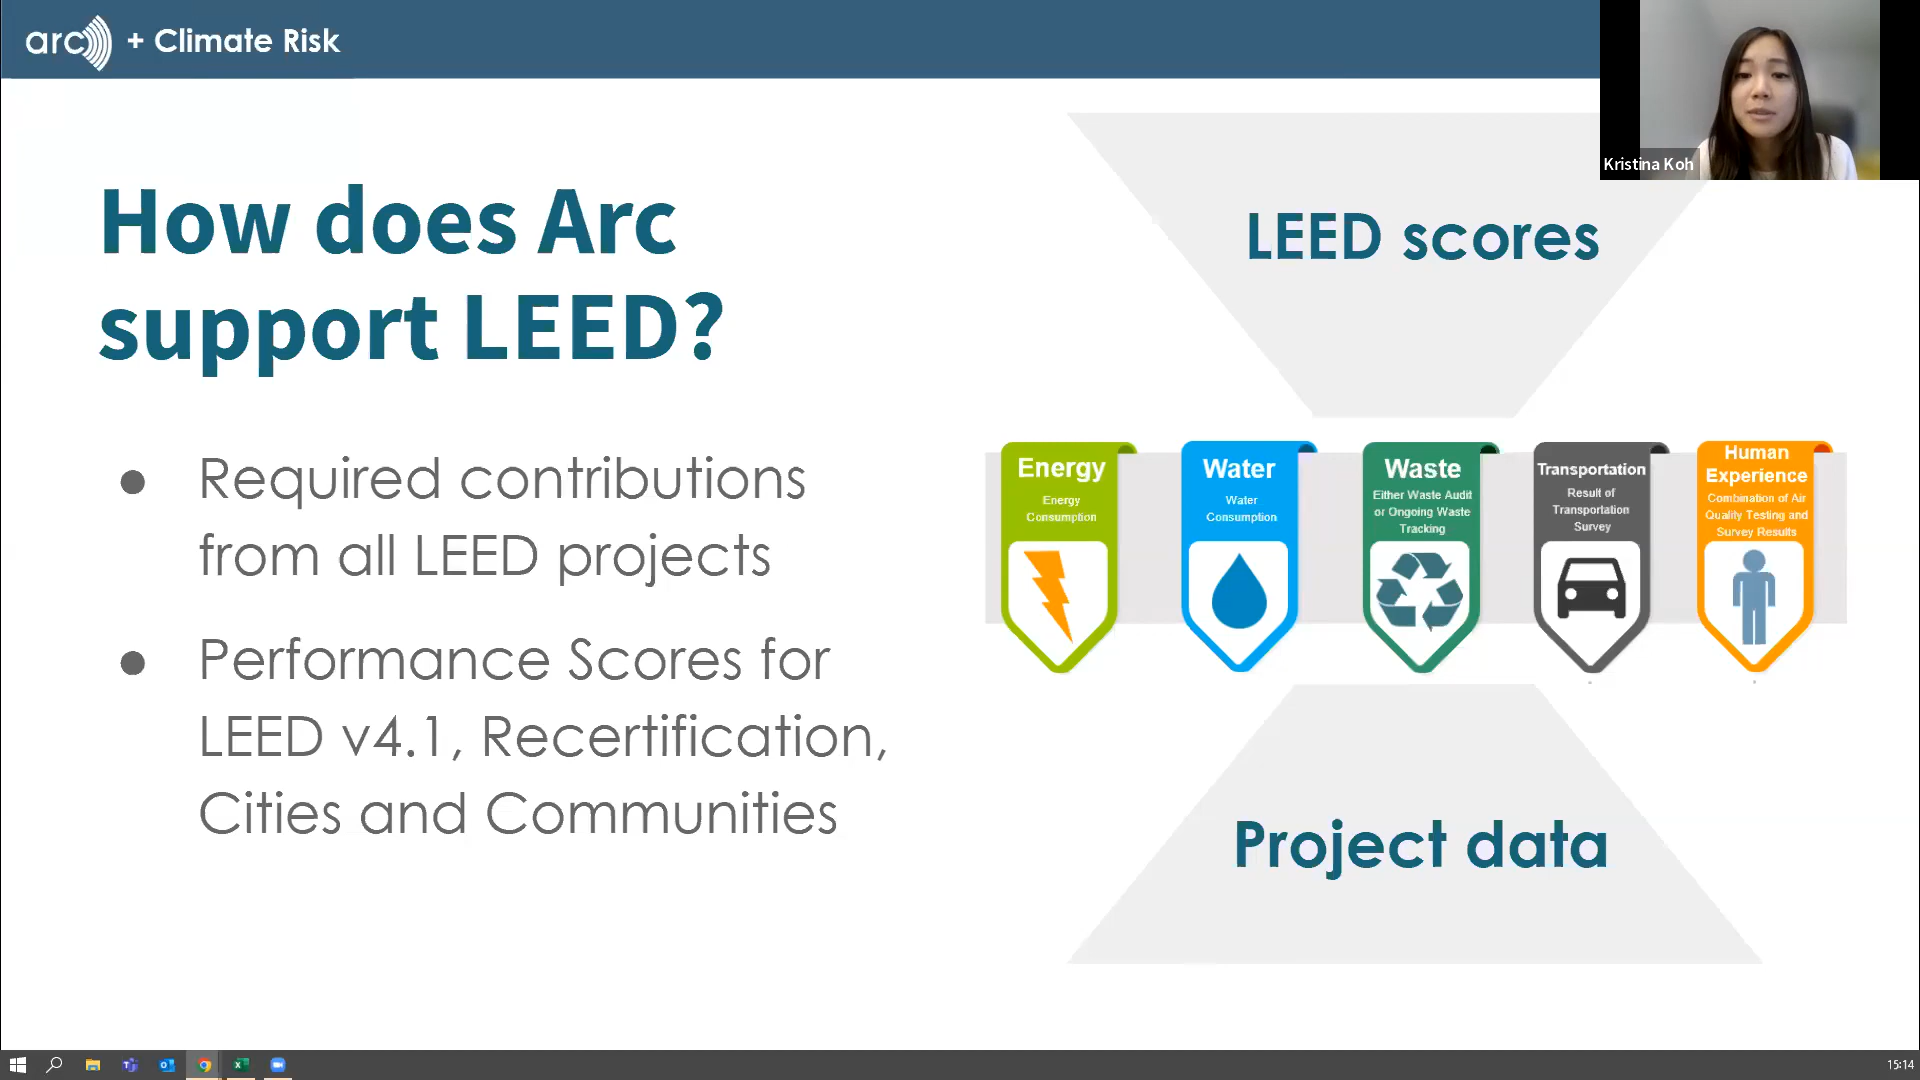 arc + Climate Risk
Kristina Koh
How does Arc
support LEED?
● Required contributions
from all LEED projects
● Performance Scores for
LEED v4.1, Recertification,
Cities and Communities
LEED scores
Energy
Energy
Consumption
Water
Water
Consumption
Waste
Either Waste Audit
or Ongoing Waste
Tracking
Transportation
Result of
Transportation
Survey
Human
Experience
Combination of Air
Quality Testing and
Survey Results
Project data
15:14